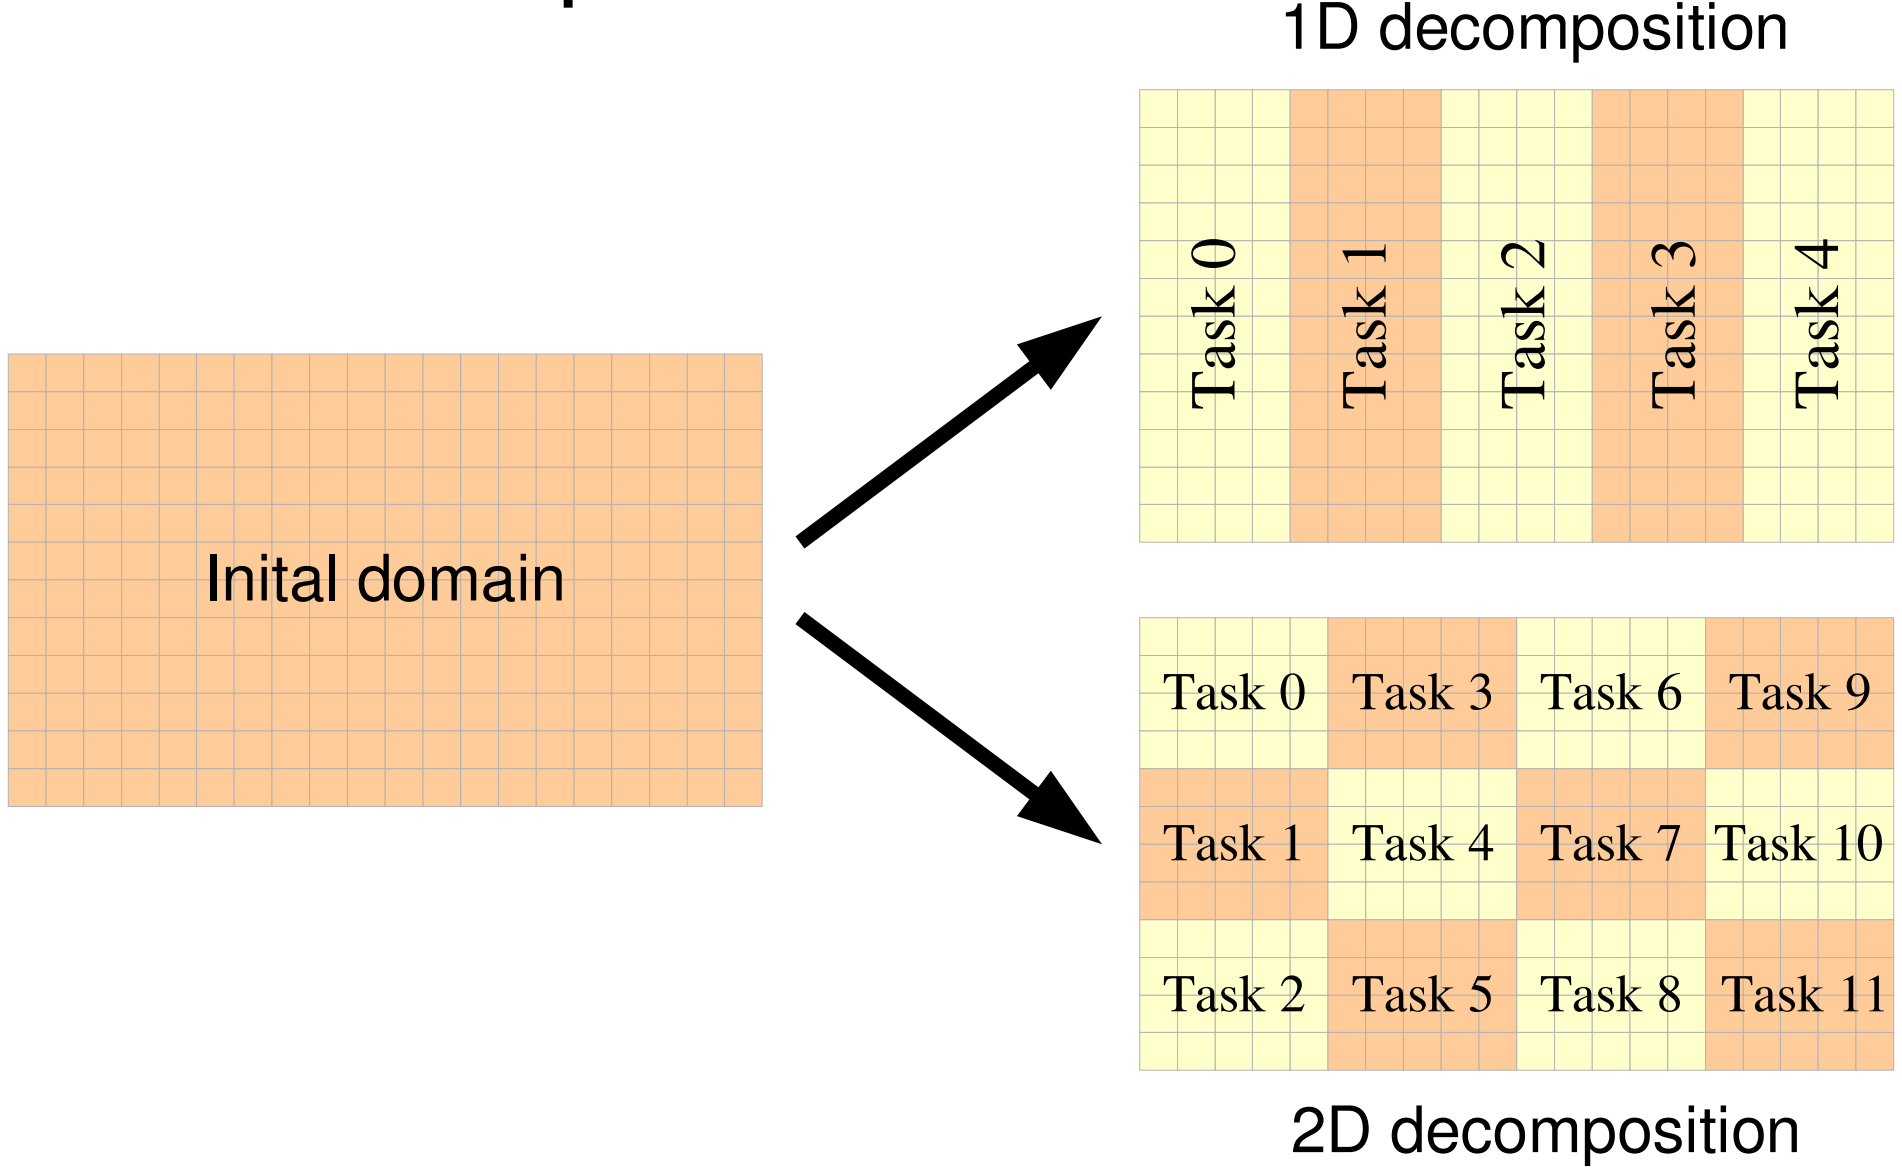 1D decomposition
Task 0
Task 1
Task 2
Task 3
Task 4
Inital domain
Task 0 Task 3 Task 6 Task 9
Task 1 Task 4 Task 7 Task 10
Task 2 Task 5 Task 8 Task 11
2D decomposition